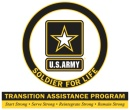 U.S.ARMY
SOLDIER FOR LIFE
TRANSITION ASSISTANCE PROGRAM
Start Strong • Serve Strong • Reintegrate Strong • Remain Strong